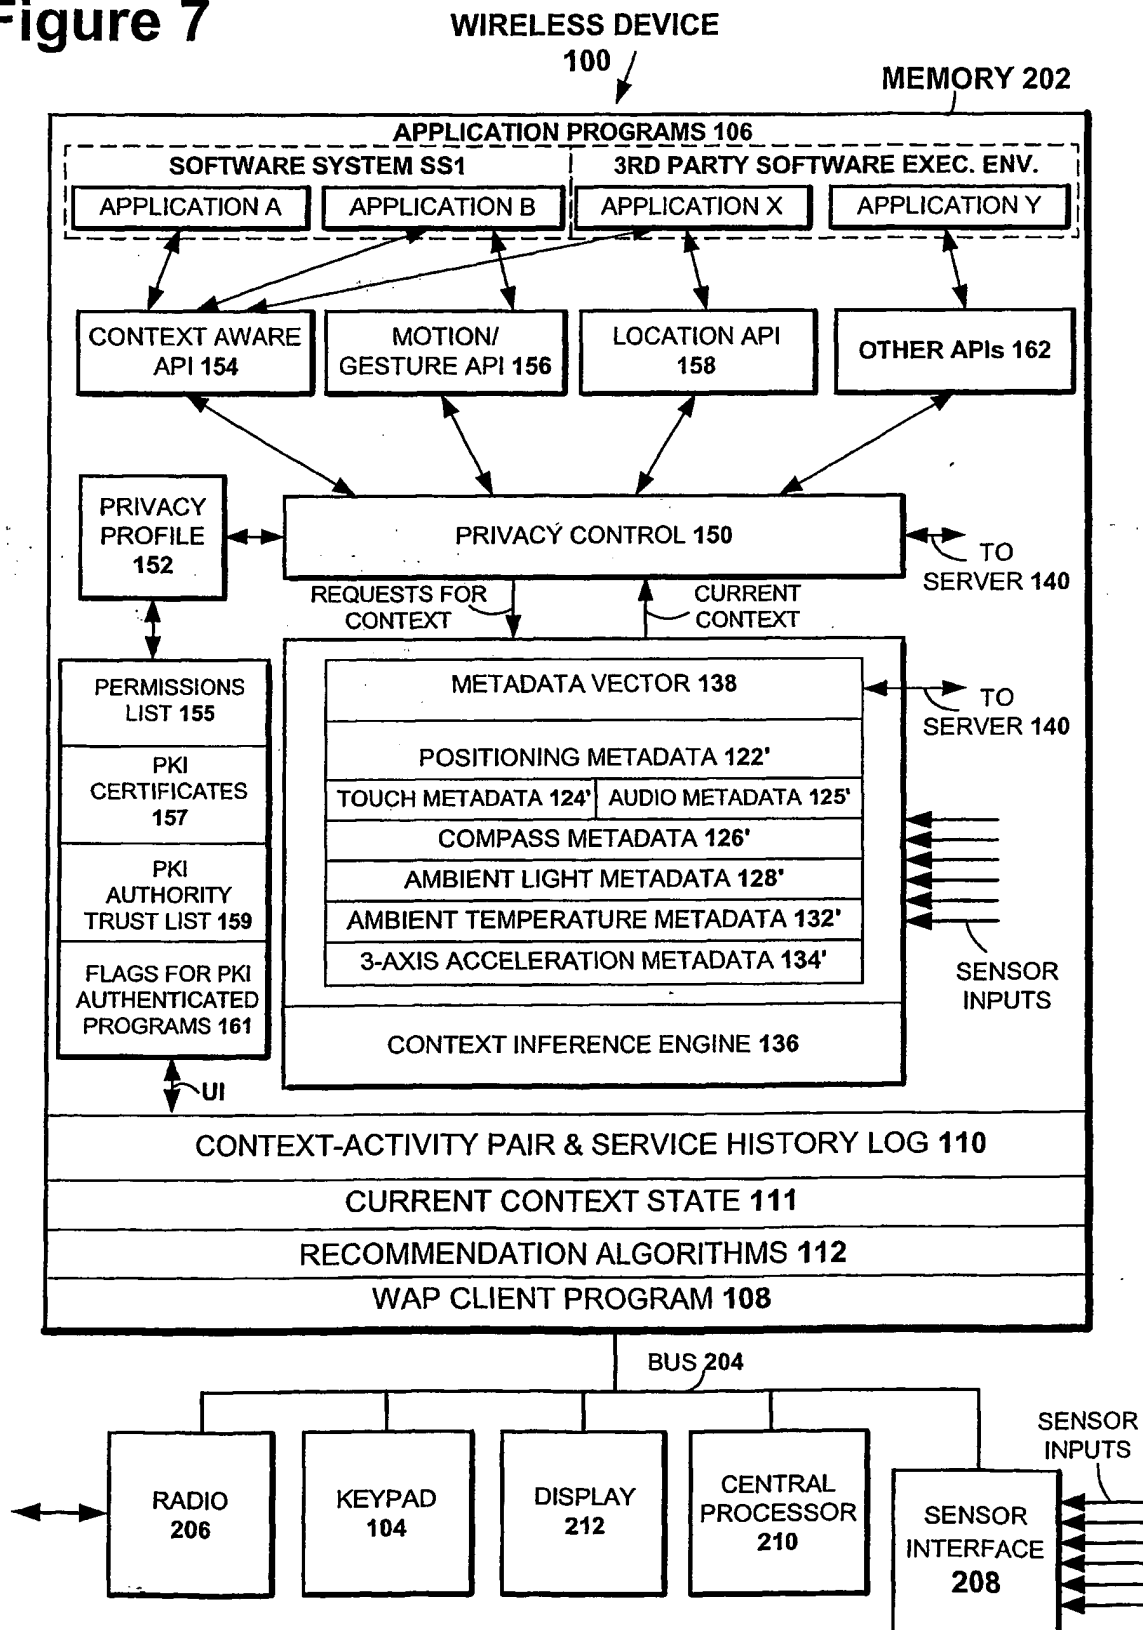 Figure 7
WIRELESS DEVICE
100
MEMORY 202
APPLICATION PROGRAMS 106
SOFTWARE SYSTEM SS1
3RD PARTY SOFTWARE EXEC. ENV.
APPLICATION A
APPLICATION B
APPLICATION X
APPLICATION Y
CONTEXT AWARE
API 154
MOTION/
GESTURE API 156
LOCATION API
158
OTHER APIs 162
PRIVACY
PROFILE
152
PRIVACY CONTROL 150
TO
SERVER 140
REQUESTS FOR
CONTEXT
CURRENT
CONTEXT
PERMISSIONS
LIST 155
PKI
CERTIFICATES
157
PKI
AUTHORITY
TRUST LIST 159
FLAGS FOR PKI
AUTHENTICATED
PROGRAMS 161
UI
METADATA VECTOR 138
TO
SERVER 140
POSITIONING METADATA 122'
TOUCH METADATA 124'
AUDIO METADATA 125'
COMPASS METADATA 126'
AMBIENT LIGHT METADATA 128'
AMBIENT TEMPERATURE METADATA 132'
3-AXIS ACCELERATION METADATA 134'
SENSOR
INPUTS
CONTEXT INFERENCE ENGINE 136
CONTEXT-ACTIVITY PAIR & SERVICE HISTORY LOG 110
CURRENT CONTEXT STATE 111
RECOMMENDATION ALGORITHMS 112
WAP CLIENT PROGRAM 108
BUS 204
RADIO
206
KEYPAD
104
DISPLAY
212
CENTRAL
PROCESSOR
210
SENSOR
INTERFACE
208
SENSOR
INPUTS